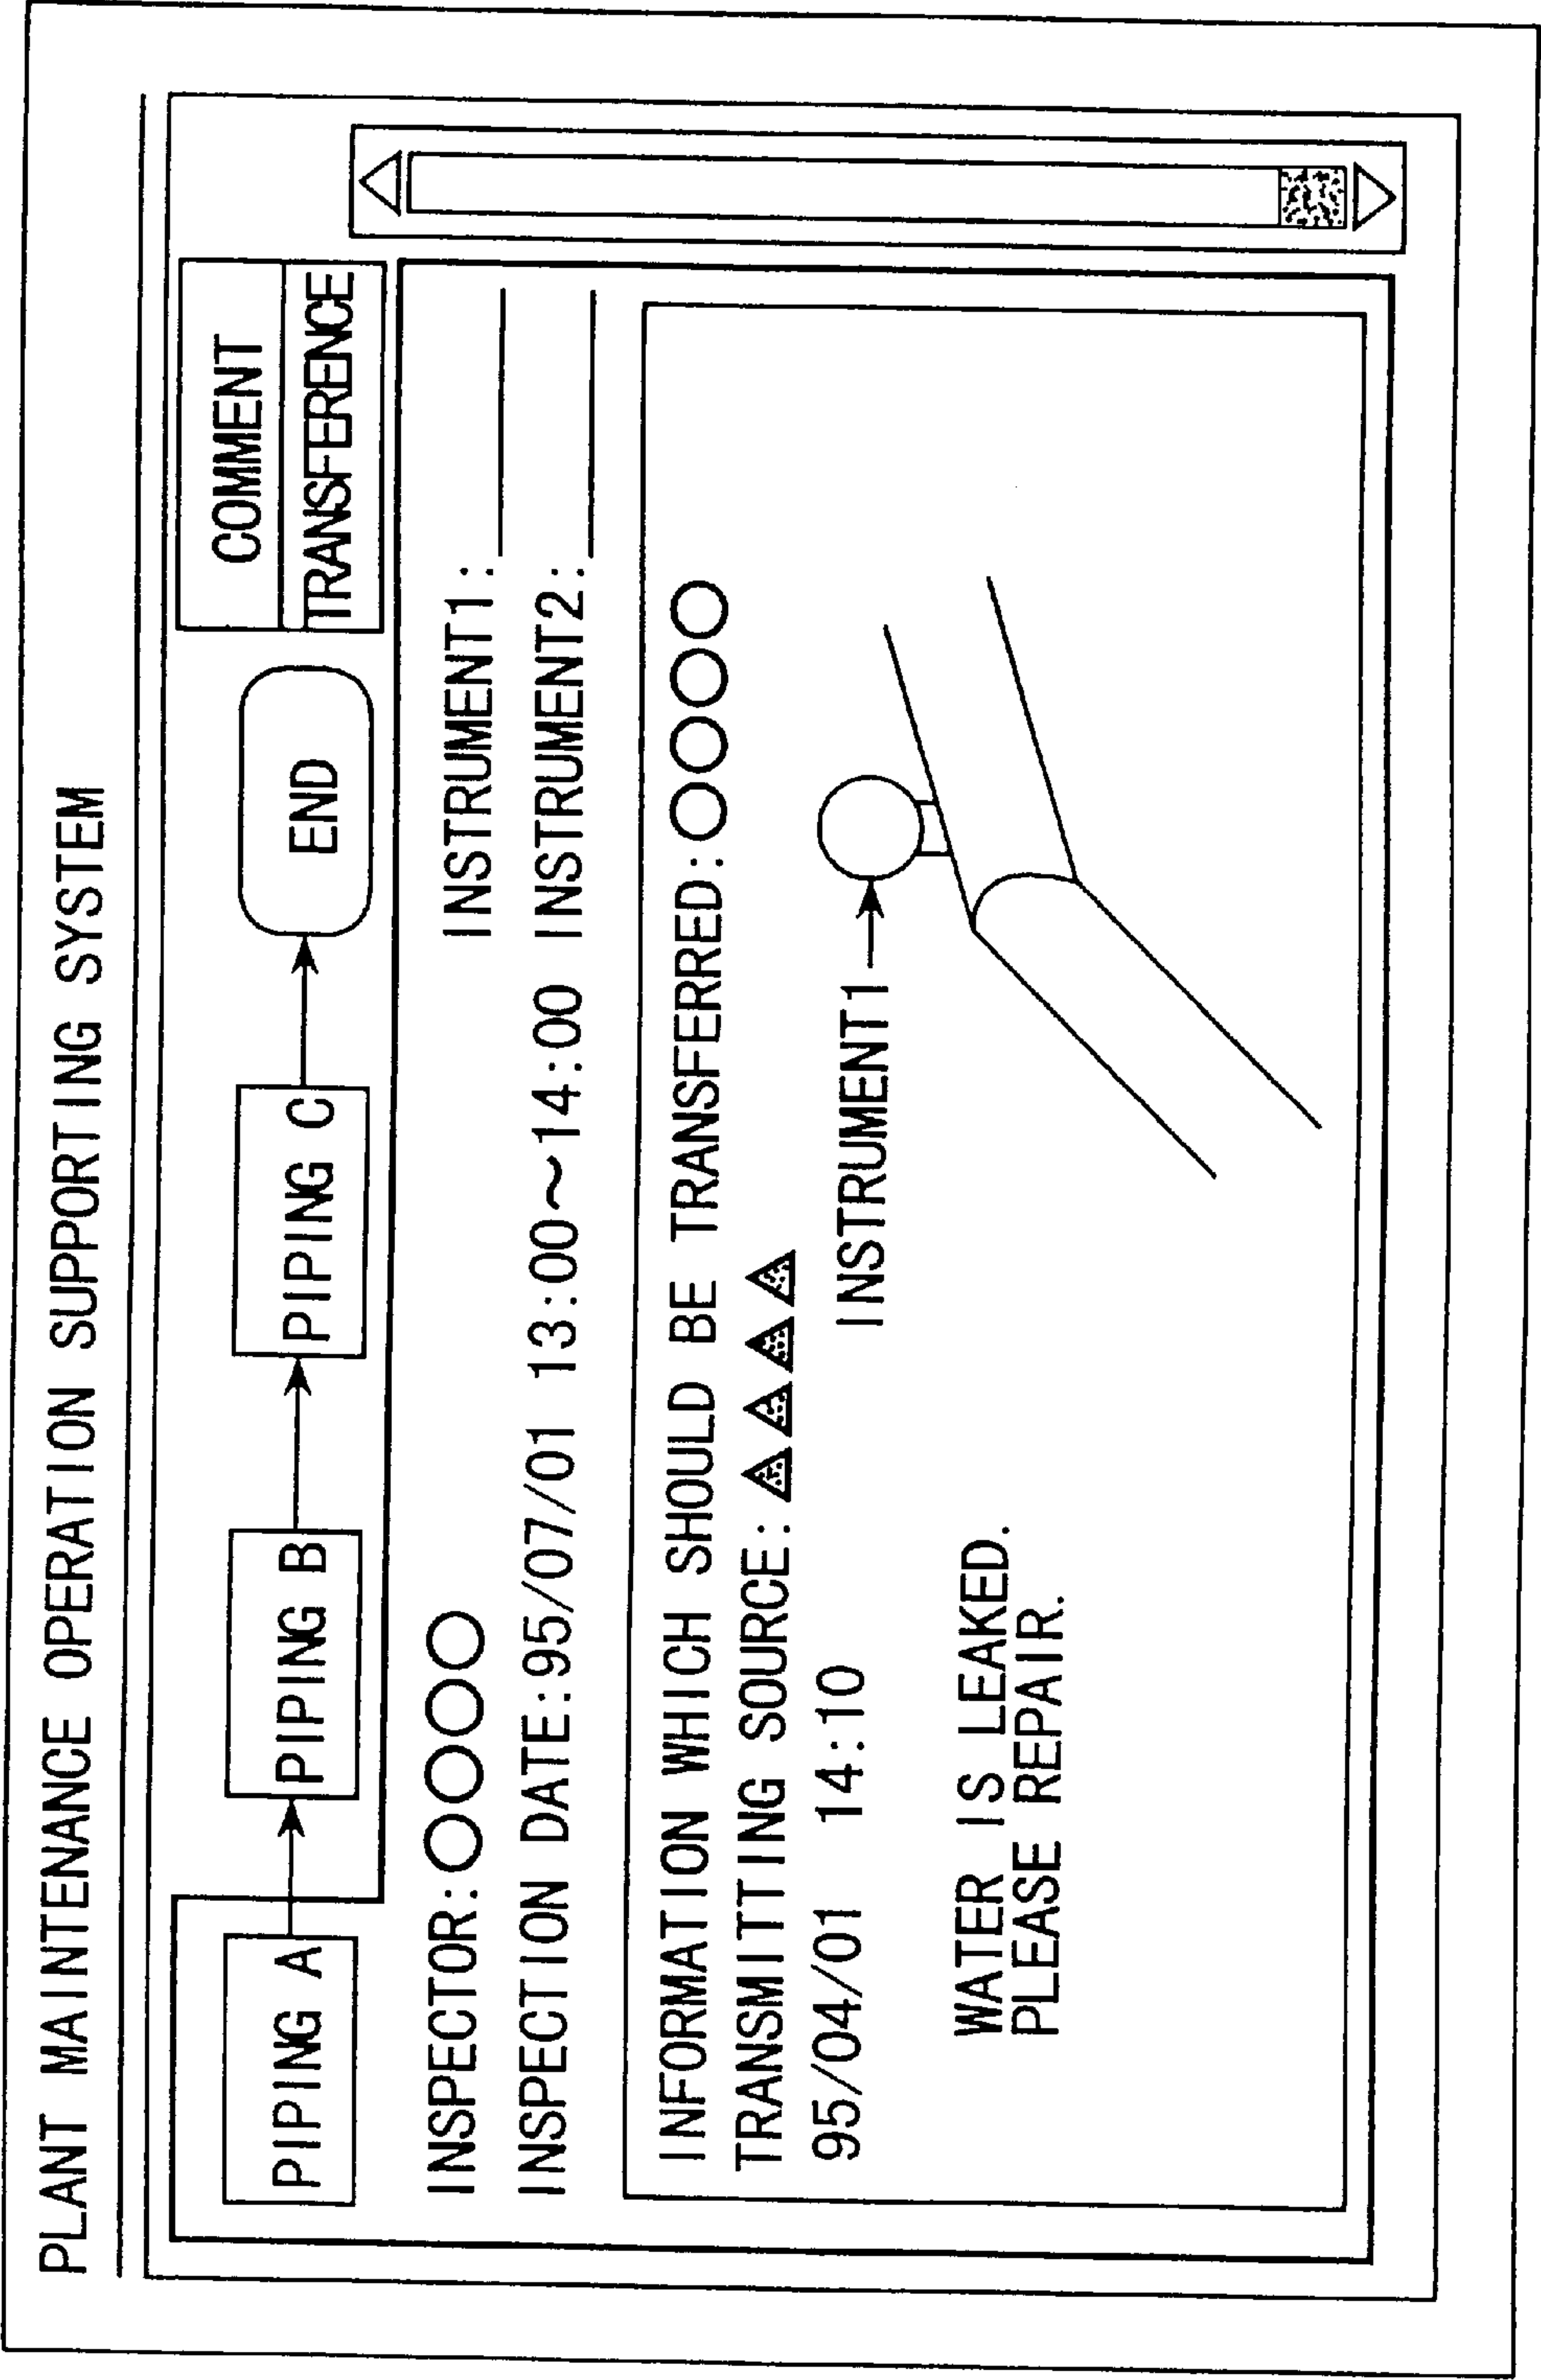 PLANT MAINTENANCE OPERATION SUPPORTING SYSTEM
PIPING A
PIPING B
PIPING C
END
COMMENT
TRANSFERENCE
INSPECTOR:○○○○ INSTRUMENT1:
INSPECTION DATE:95/07/01 13:00~14:00 INSTRUMENT2:
INFORMATION WHICH SHOULD BE TRANSFERRED:○○○○
TRANSMITTING SOURCE:▲▲▲▲
95/04/01 14:10
INSTRUMENT1
WATER IS LEAKED.
PLEASE REPAIR.